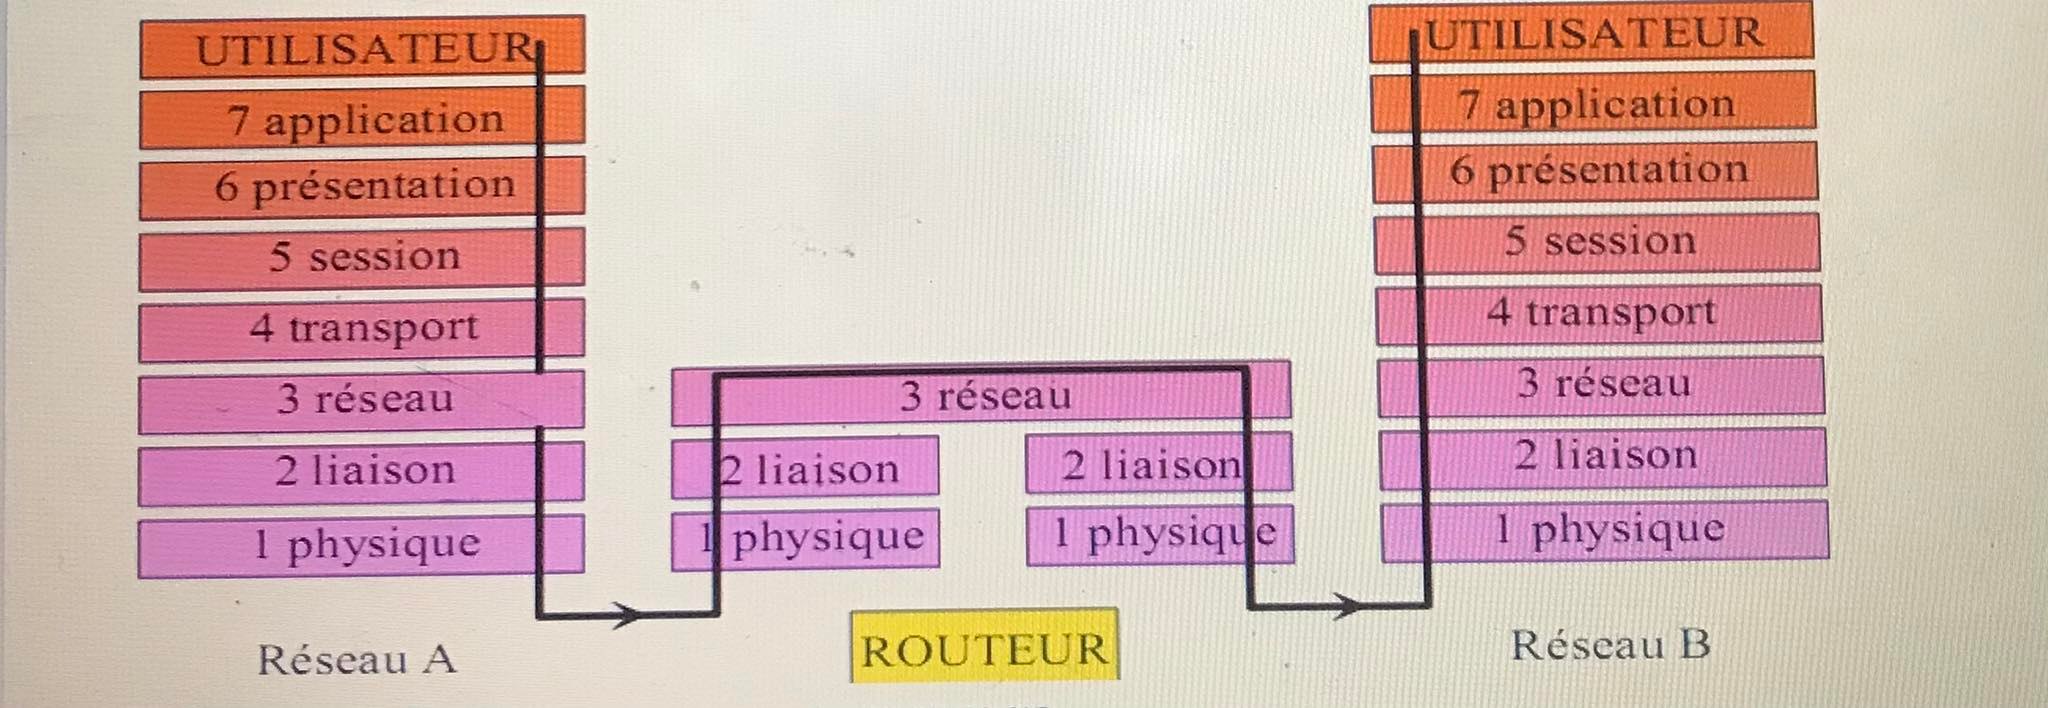 UTILISATEUR
7 application
6 présentation
5 session
4 transport
3 réseau
2 liaison
1 physique
Réseau A
3 réseau
2 liaison
2 liaison
1 physique
1 physique
ROUTEUR
UTILISATEUR
7 application
6 présentation
5 session
4 transport
3 réseau
2 liaison
1 physique
Réseau B